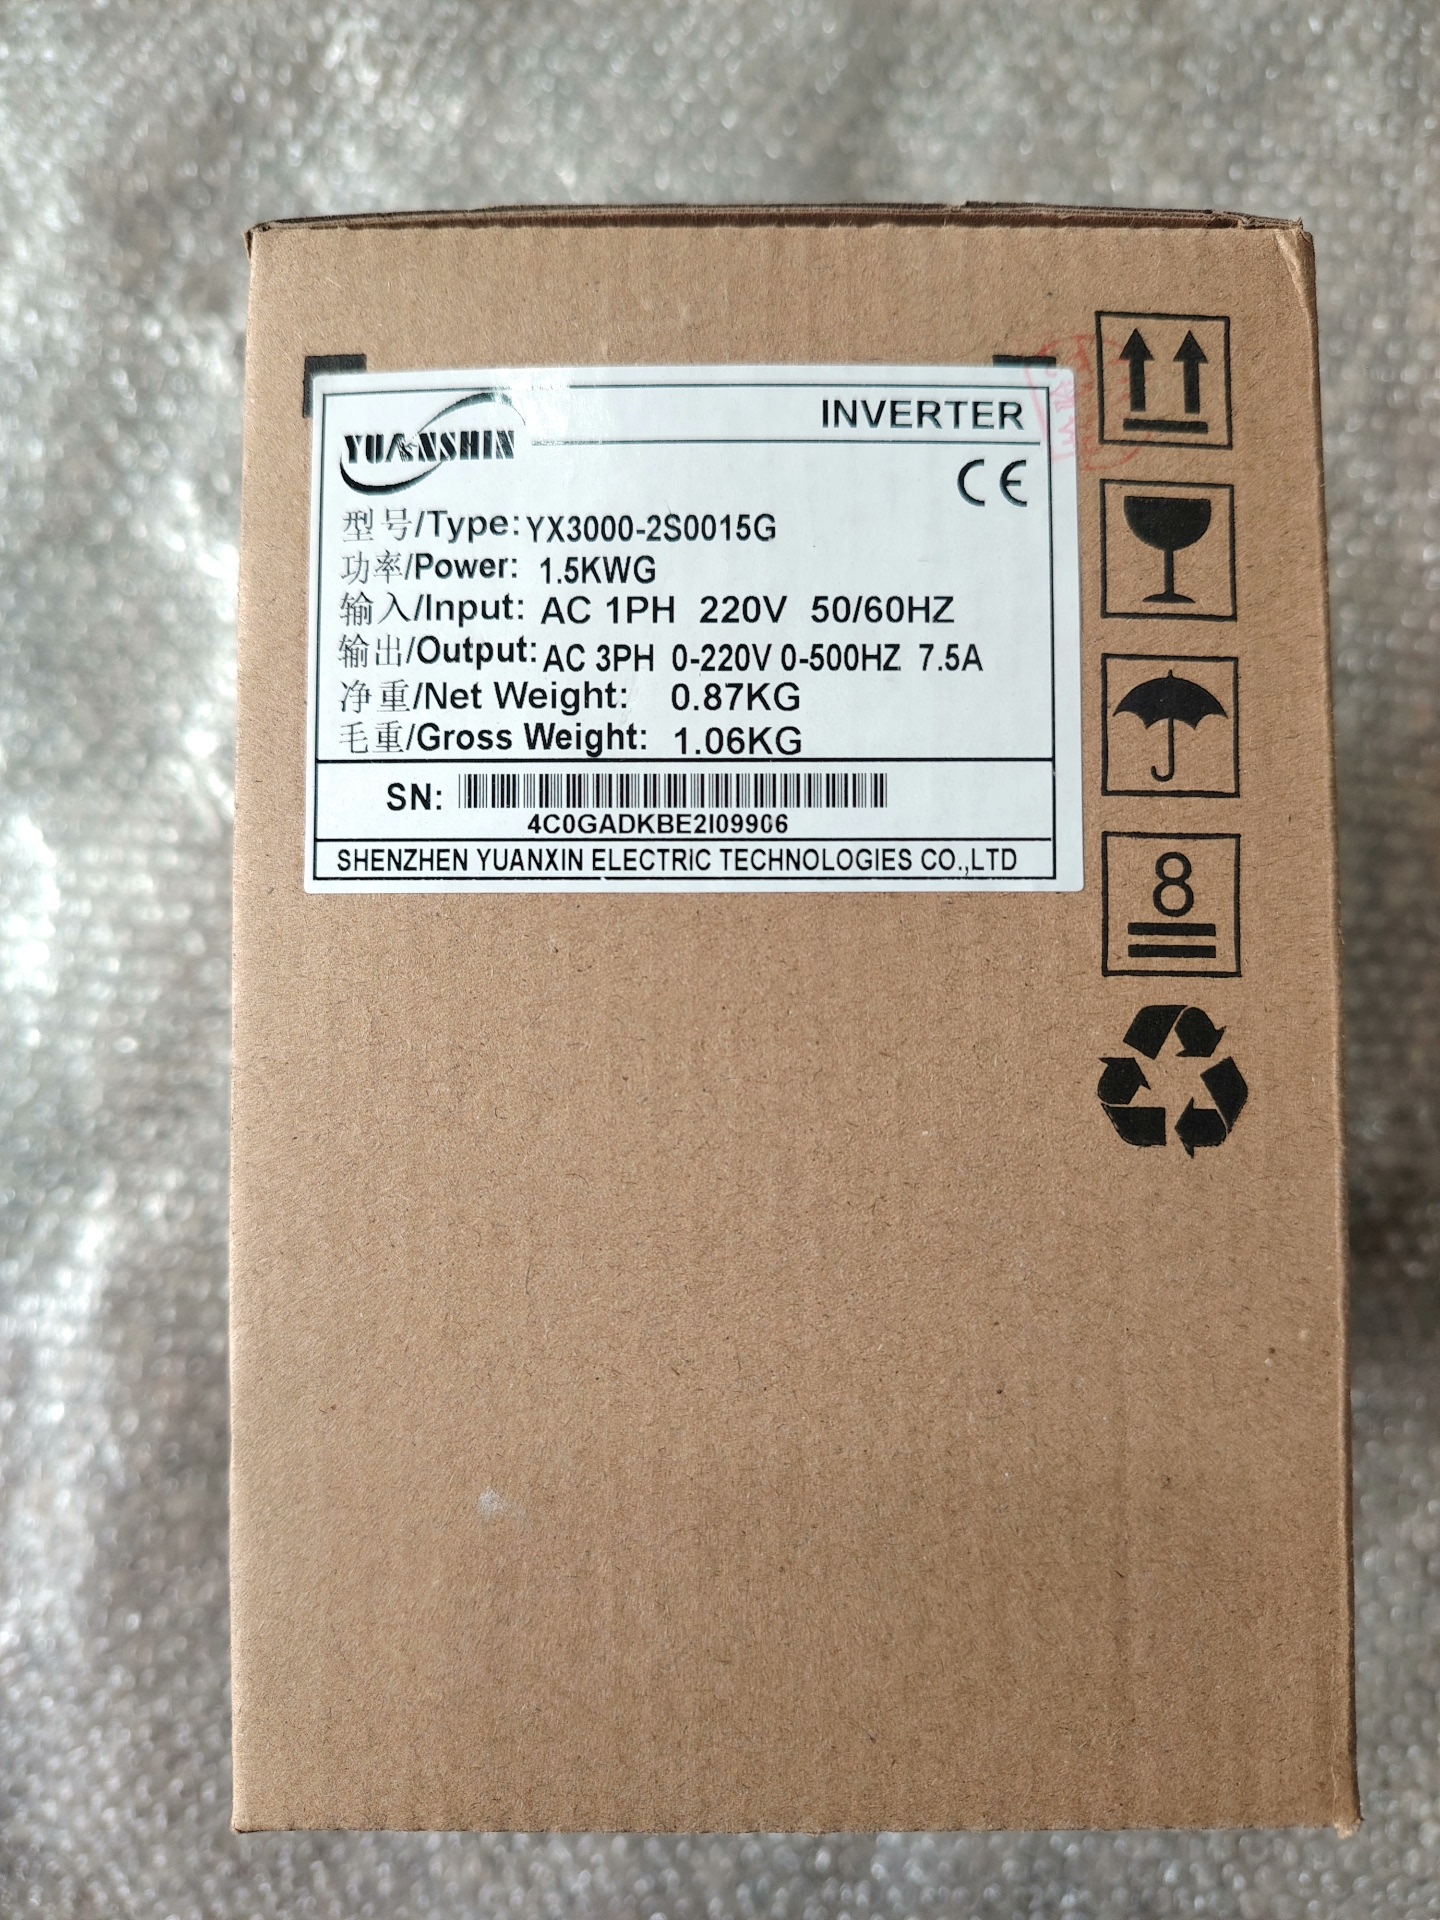 INVERTER
YUANSHIN
CE
型号/Type: YX3000-2S0015G
功率/Power: 1.5KWG
输入/Input: AC 1PH 220V 50/60HZ
输出/Output: AC 3PH 0-220V 0-500HZ 7.5A
净重/Net Weight: 0.87KG
毛重/Gross Weight: 1.06KG
SN:
4C0GADKBE2I09906
SHENZHEN YUANXIN ELECTRIC TECHNOLOGIES CO.,LTD
8